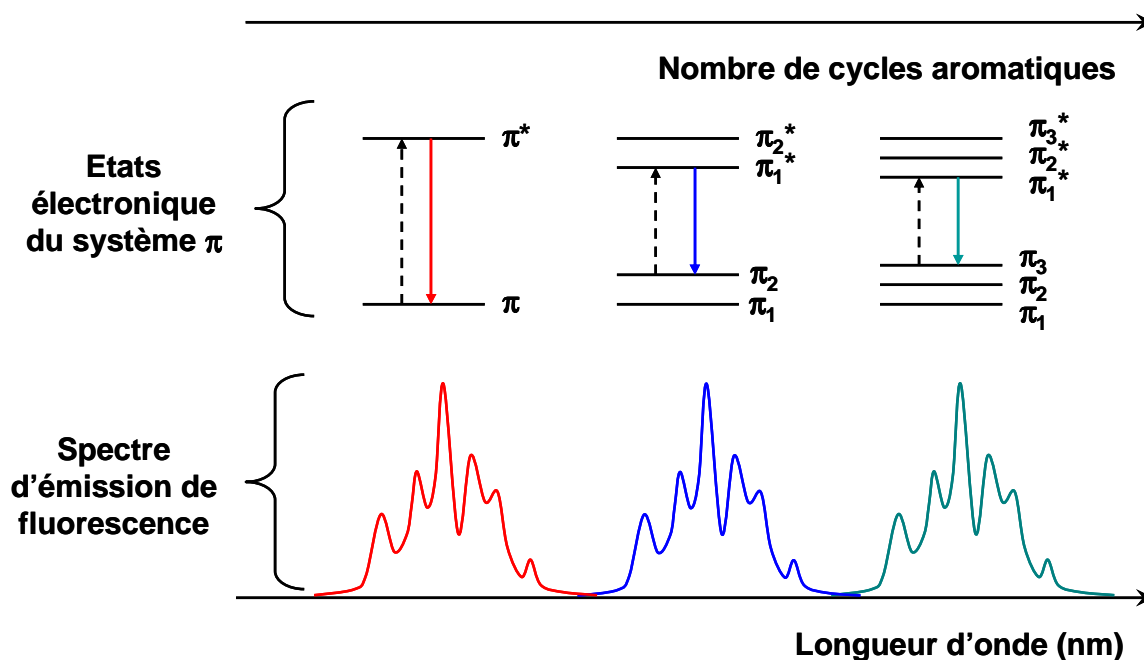 Nombre de cycles aromatiques
Etats
électronique
du système π
π*
π
π₂*
π₁*
π₂
π₁
π₃*
π₂*
π₁*
π₃
π₂
π₁
Spectre
d'émission de
fluorescence
Longueur d'onde (nm)